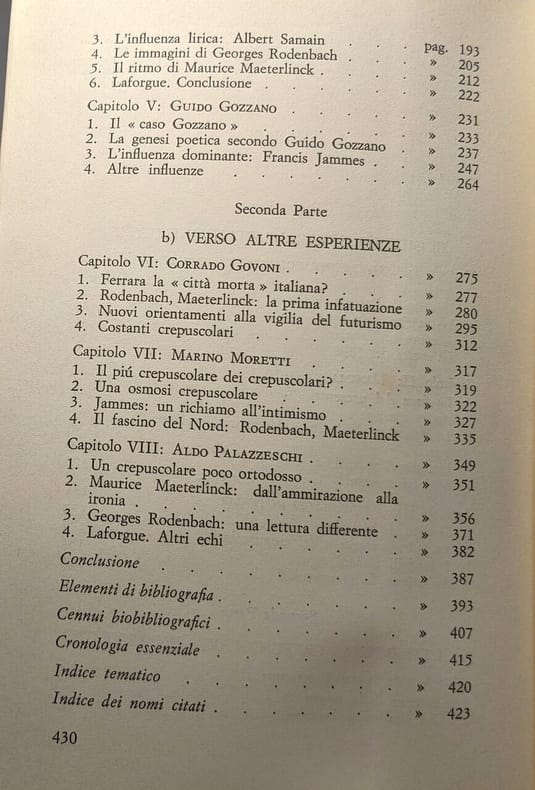 3. L'influenza lirica: Albert Samain . . . pag. 193
4. Le immagini di Georges Rodenbach . . . » 205
5. Il ritmo di Maurice Maeterlinck . . . . » 212
6. Laforgue. Conclusione . . . . . . » 222
Capitolo V: GUIDO GOZZANO . . . . . » 231
1. Il « caso Gozzano » . . . . . . » 233
2. La genesi poetica secondo Guido Gozzano . » 237
3. L'influenza dominante: Francis Jammes . . » 247
4. Altre influenze . . . . . . . » 264
Seconda Parte
b) VERSO ALTRE ESPERIENZE
Capitolo VI: CORRADO GOVONI . . . . . » 275
1. Ferrara la « città morta » italiana? . . . » 277
2. Rodenbach, Maeterlinck: la prima infatuazione » 280
3. Nuovi orientamenti alla vigilia del futurismo » 295
4. Costanti crepuscolari . . . . . . » 312
Capitolo VII: MARINO MORETTI . . . . . » 317
1. Il piú crepuscolare dei crepuscolari? . . . » 319
2. Una osmosi crepuscolare . . . . . » 322
3. Jammes: un richiamo all'intimismo . . . » 327
4. Il fascino del Nord: Rodenbach, Maeterlinck » 335
Capitolo VIII: ALDO PALAZZESCHI . . . . » 349
1. Un crepuscolare poco ortodosso . . . . » 351
2. Maurice Maeterlinck: dall'ammirazione alla
ironia . . . . . . . . . » 356
3. Georges Rodenbach: una lettura differente . » 371
4. Laforgue. Altri echi . . . . . . » 382
Conclusione . . . . . . . . » 387
Elementi di bibliografia . . . . . . » 393
Cennui biobibliografici . . . . . . » 407
Cronologia essenziale . . . . . . » 415
Indice tematico . . . . . . . » 420
Indice dei nomi citati . . . . . . » 423
430